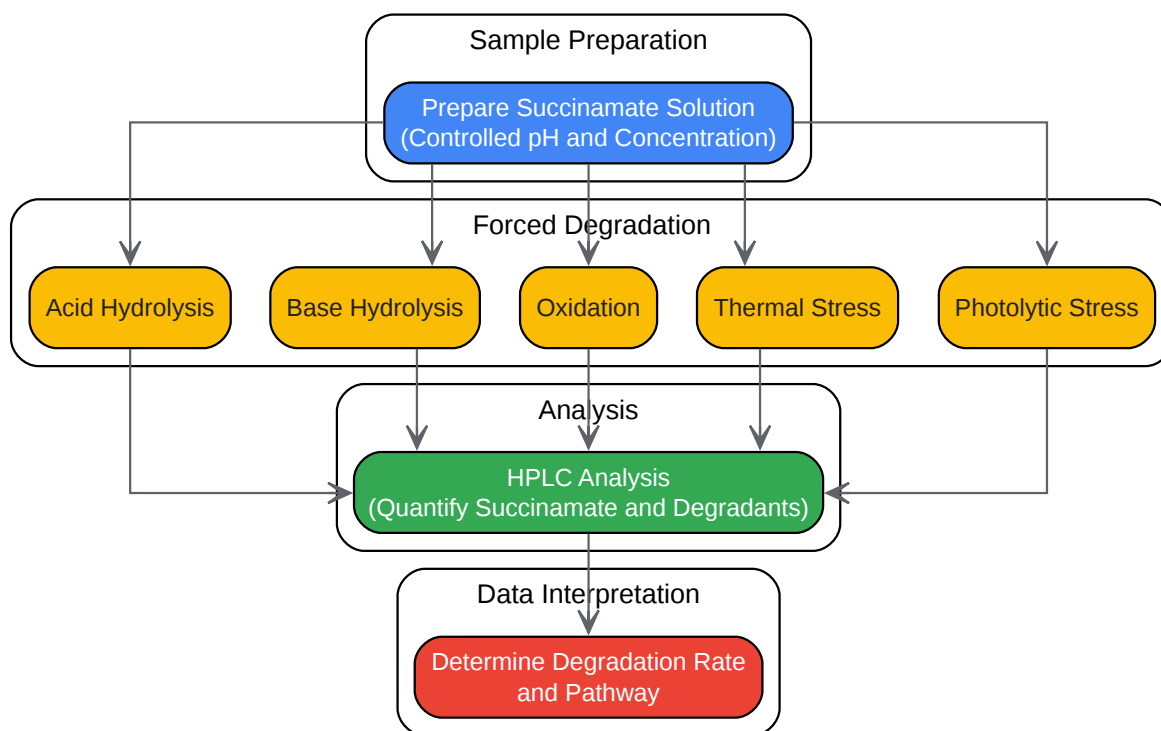 Sample Preparation
Prepare Succinamate Solution
(Controlled pH and Concentration)
Forced Degradation
Acid Hydrolysis
Base Hydrolysis
Oxidation
Thermal Stress
Photolytic Stress
Analysis
HPLC Analysis
(Quantify Succinamate and Degradants)
Data Interpretation
Determine Degradation Rate
and Pathway